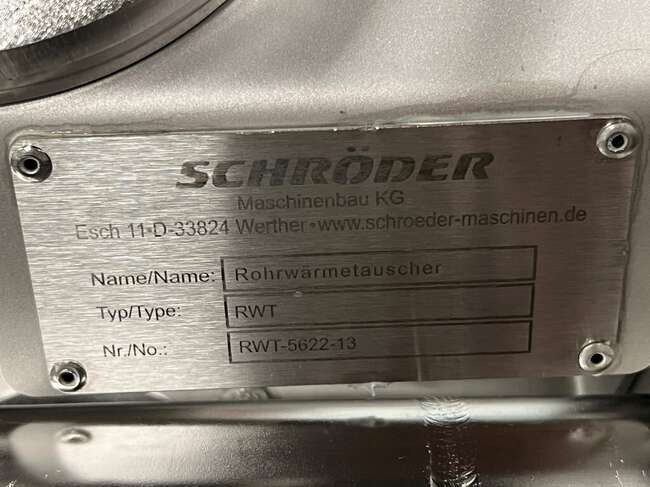 SCHRÖDER
Maschinenbau KG
Esch 11•D-33824 Werther•www.schroeder-maschinen.de
Name/Name: Rohrwärmetauscher
Typ/Type: RWT
Nr./No.: RWT-5622-13